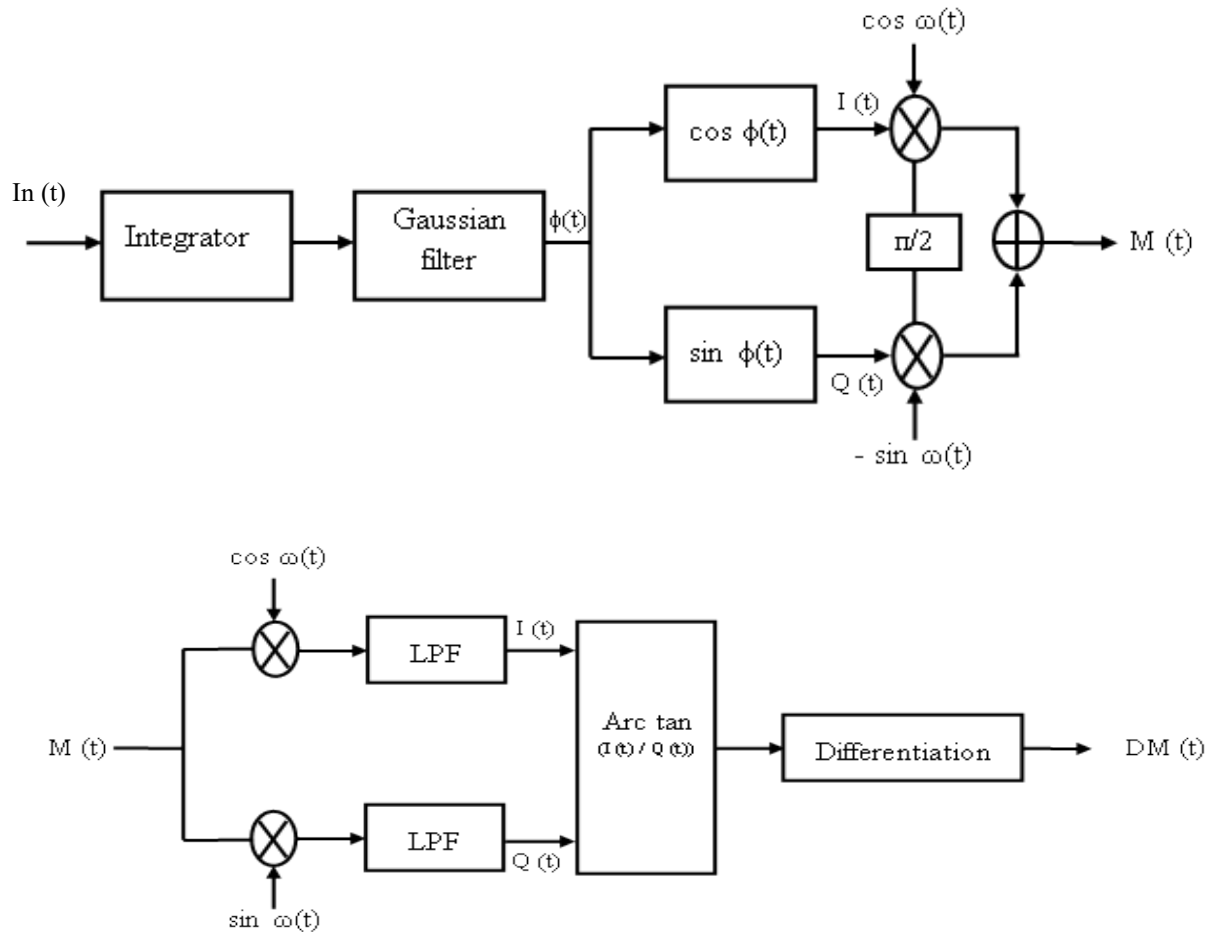 cos ω(t)
I (t)
cos ϕ(t)
In (t)
Integrator
Gaussian
filter
ϕ(t)
π/2
M (t)
sin ϕ(t)
Q (t)
- sin ω(t)
cos ω(t)
LPF
I (t)
M (t)
Arc tan
(I (t) / Q (t))
Differentiation
DM (t)
LPF
Q (t)
sin ω(t)